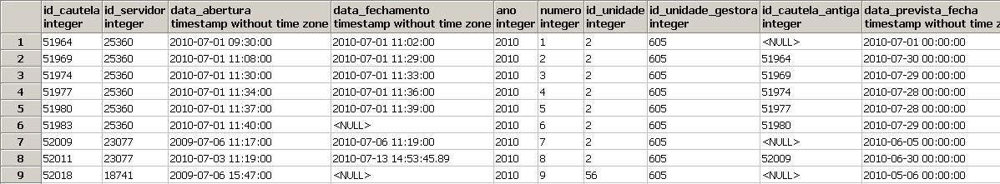 id_cautela id_servidor data_abertura data_fechamento ano numero id_unidade id_unidade_gestora id_cautela_antiga data_prevista_fecha
integer integer timestamp without time zone timestamp without time zone integer integer integer integer integer timestamp without time z
1 51964 25360 2010-07-01 09:30:00 2010-07-01 11:02:00 2010 1 2 605 <NULL> 2010-07-01 00:00:00
2 51969 25360 2010-07-01 11:08:00 2010-07-01 11:29:00 2010 2 2 605 51964 2010-07-30 00:00:00
3 51974 25360 2010-07-01 11:30:00 2010-07-01 11:33:00 2010 3 2 605 51969 2010-07-29 00:00:00
4 51977 25360 2010-07-01 11:34:00 2010-07-01 11:36:00 2010 4 2 605 51974 2010-07-28 00:00:00
5 51980 25360 2010-07-01 11:37:00 2010-07-01 11:39:00 2010 5 2 605 51977 2010-07-28 00:00:00
6 51983 25360 2010-07-01 11:40:00 <NULL> 2010 6 2 605 51980 2010-07-29 00:00:00
7 52009 23077 2009-07-06 11:17:00 2010-07-06 11:19:00 2010 7 2 605 <NULL> 2010-06-05 00:00:00
8 52011 23077 2010-07-03 11:19:00 2010-07-13 14:53:45.89 2010 8 2 605 52009 2010-06-30 00:00:00
9 52018 18741 2009-07-06 15:47:00 <NULL> 2010 9 56 605 <NULL> 2010-05-06 00:00:00